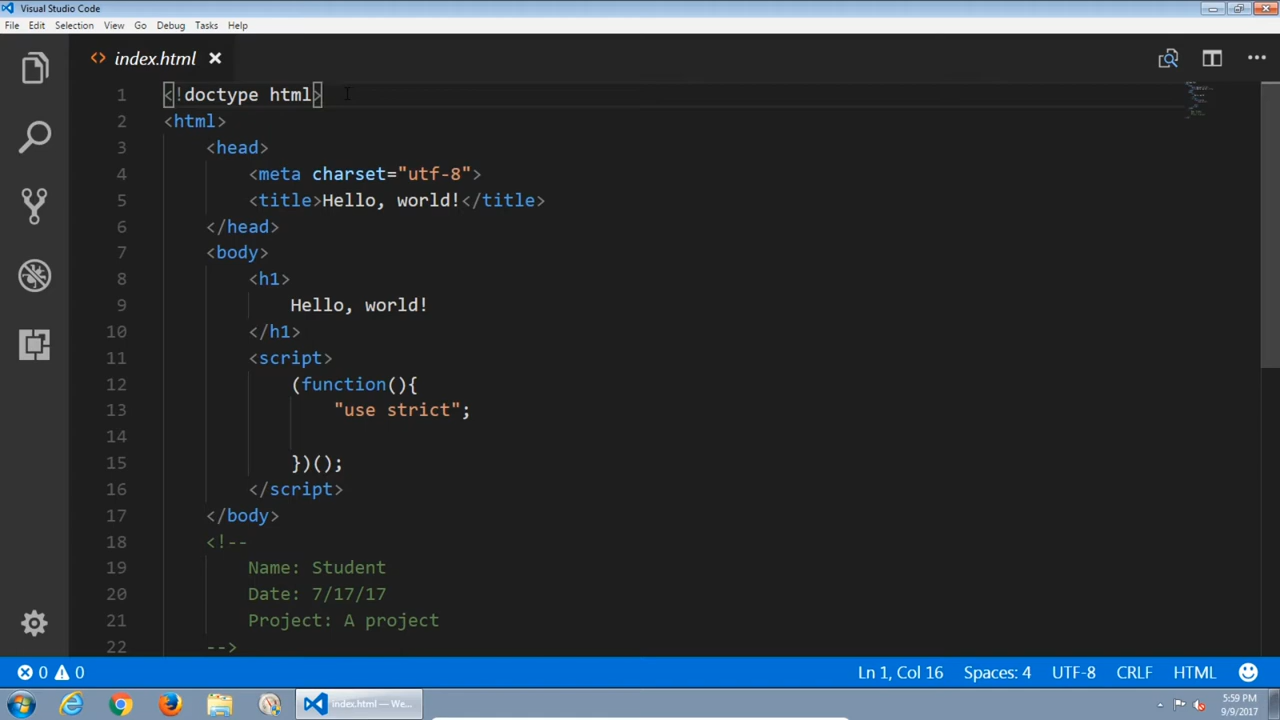 Visual Studio Code
File Edit Selection View Go Debug Tasks Help
index.html
1 <!doctype html>
2 <html>
3 <head>
4 <meta charset="utf-8">
5 <title>Hello, world!</title>
6 </head>
7 <body>
8 <h1>
9 Hello, world!
10 </h1>
11 <script>
12 (function(){
13 "use strict";
14
15 })();
16 </script>
17 </body>
18 <!--
19 Name: Student
20 Date: 7/17/17
21 Project: A project
22 -->
0 0 Ln 1, Col 16 Spaces: 4 UTF-8 CRLF HTML
index.html — We...
5:59 PM
9/9/2017